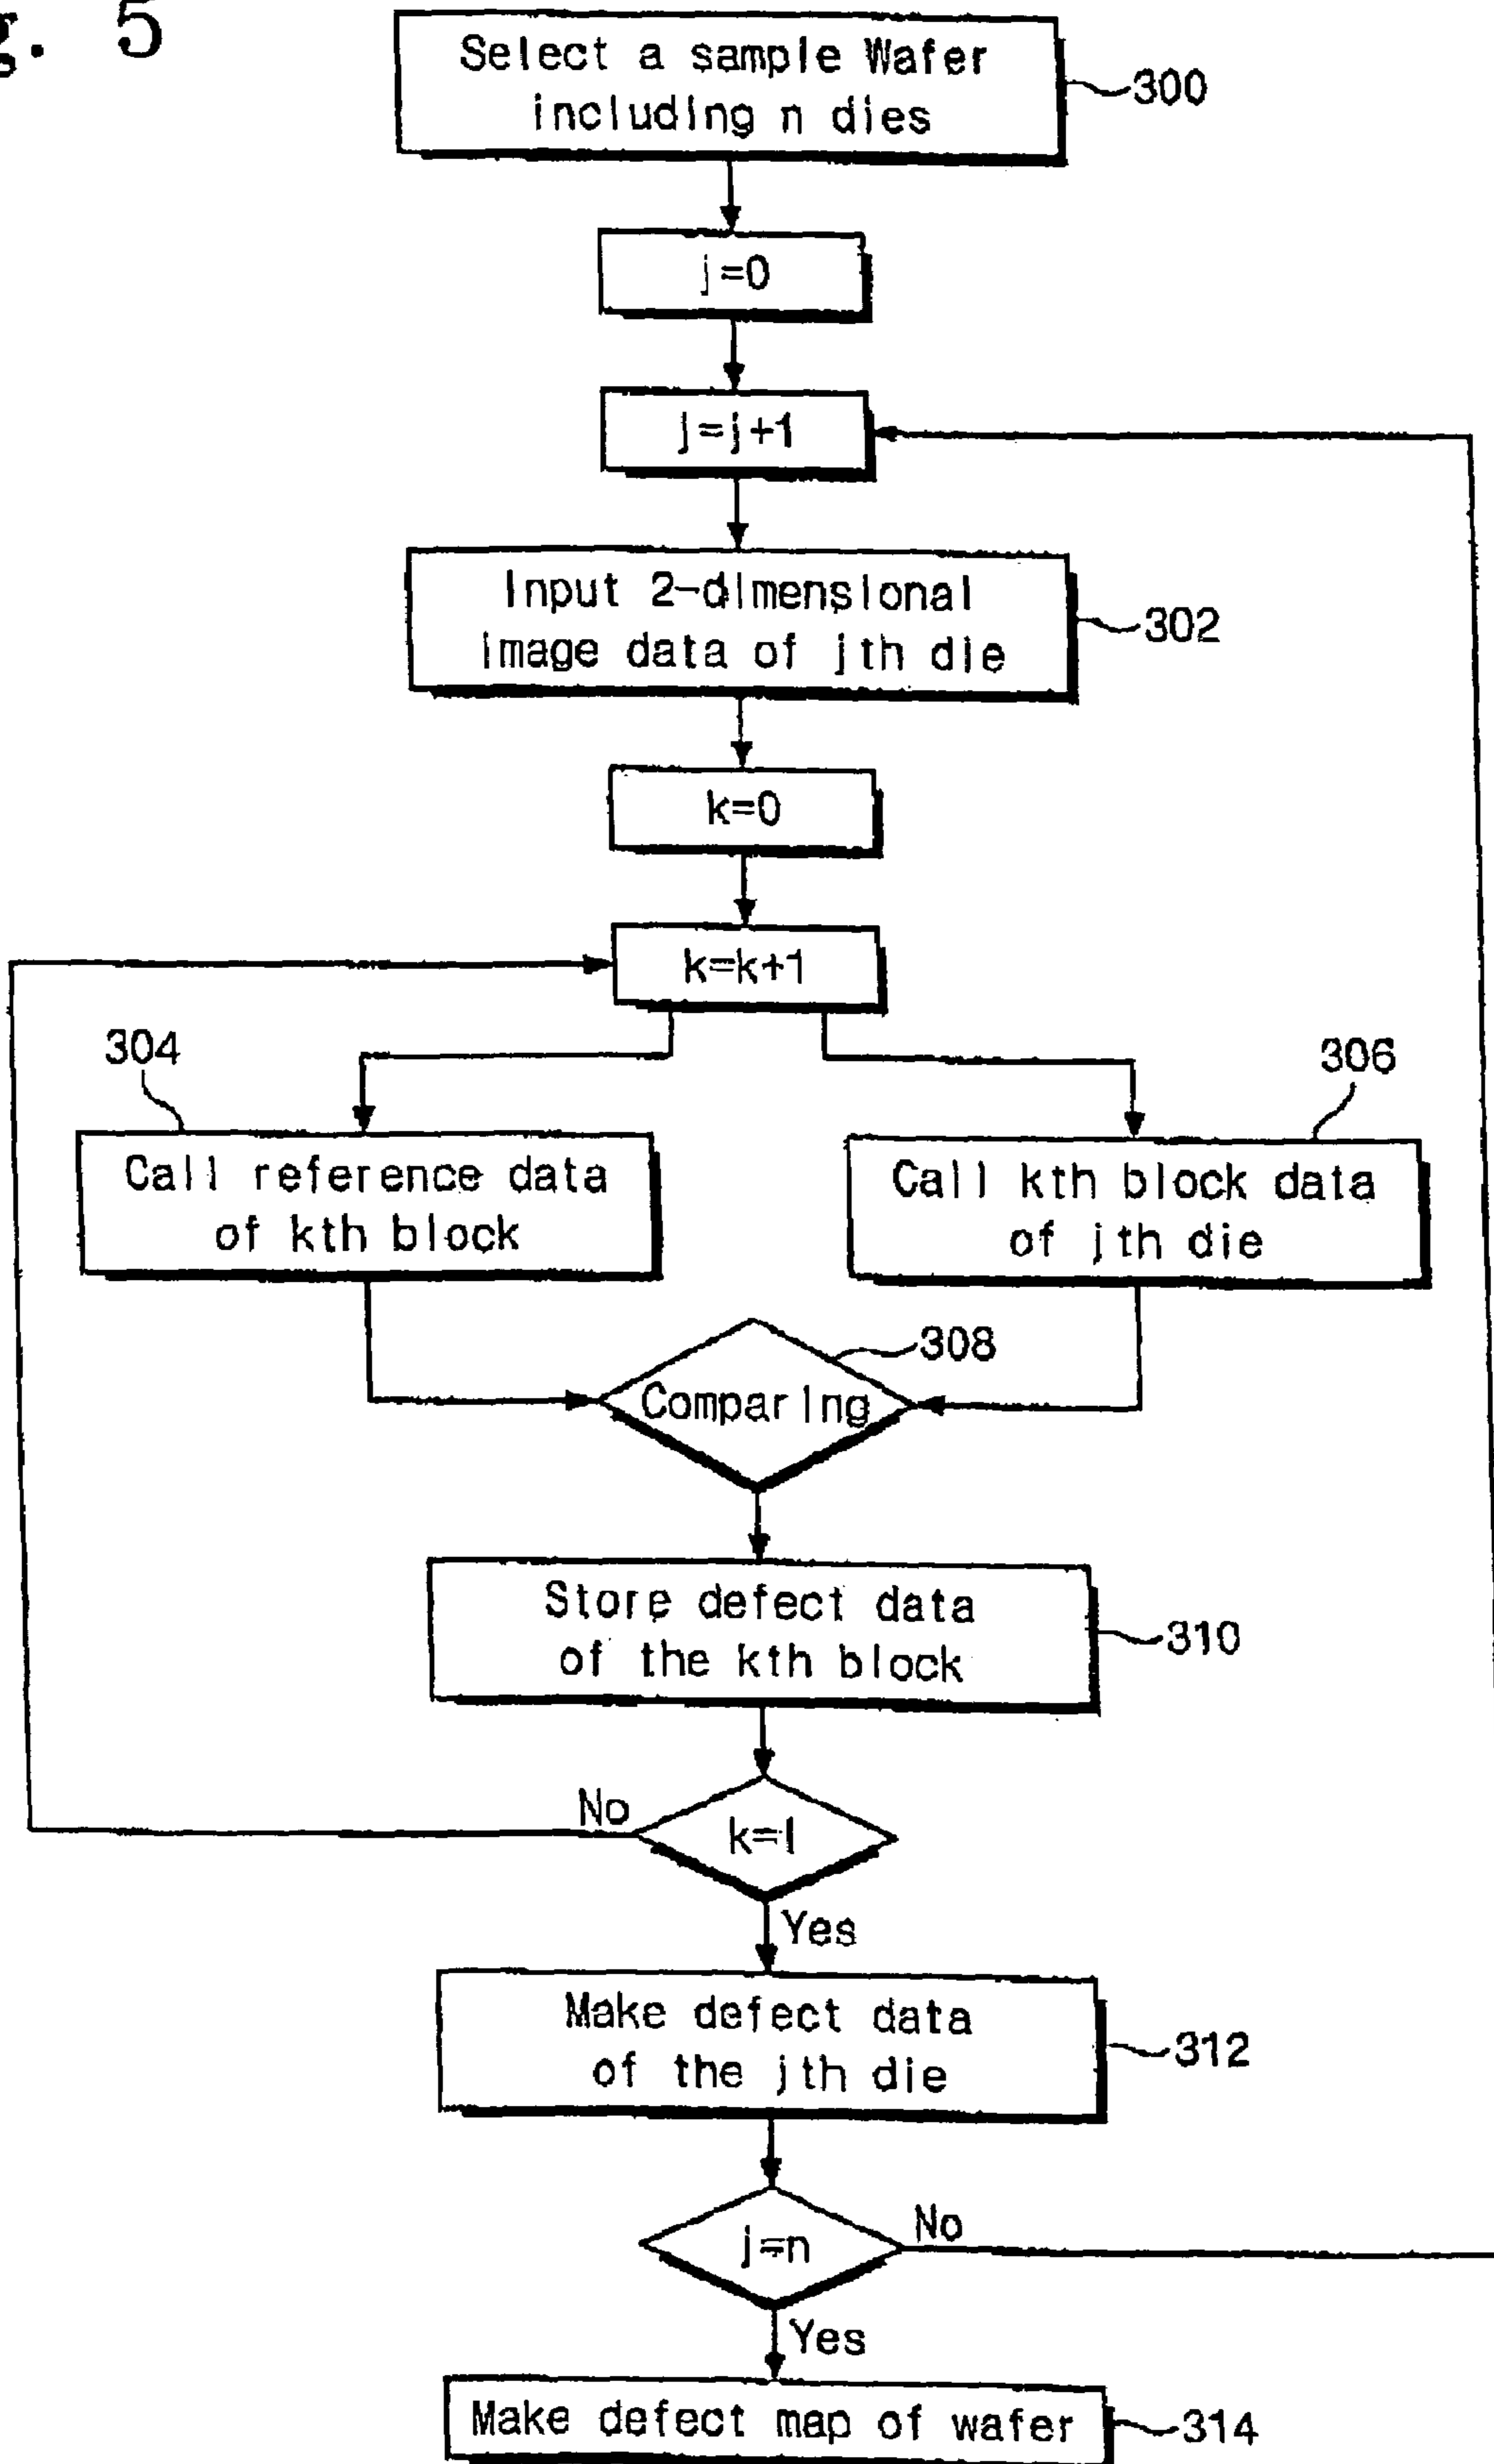 g. 5
Select a sample Wafer
including n dies
300
j=0
j=j+1
Input 2-dimensional
image data of jth die
302
k=0
k=k+1
304
306
Call reference data
of kth block
Call kth block data
of jth die
308
Comparing
Store defect data
of the kth block
310
No
k=l
Yes
Make defect data
of the jth die
312
j=n
No
Yes
Make defect map of wafer
314